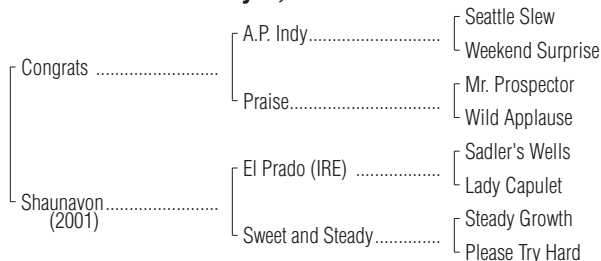 Seattle Slew
A.P. Indy
Weekend Surprise
Congrats
Mr. Prospector
Praise
Wild Applause
Sadler's Wells
El Prado (IRE)
Lady Capulet
Shaunavon
(2001)
Steady Growth
Sweet and Steady
Please Try Hard